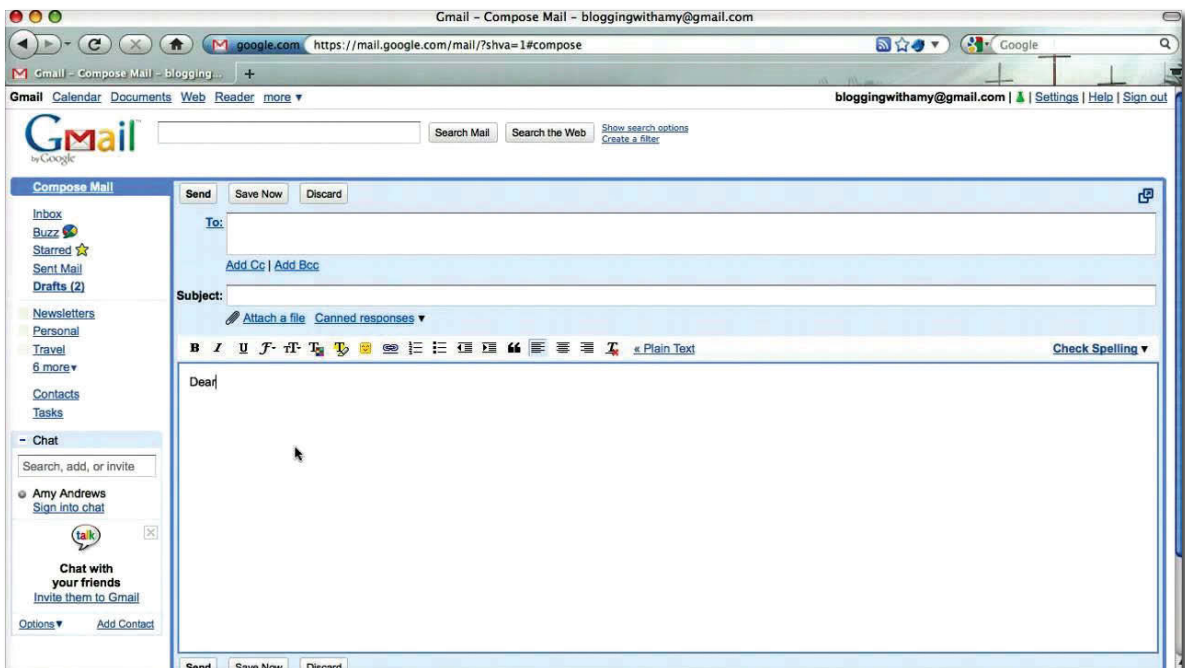 Gmail – Compose Mail – bloggingwithamy@gmail.com
google.com https://mail.google.com/mail/?shva=1#compose Google
Gmail – Compose Mail – blogging...
Gmail Calendar Documents Web Reader more ▾ bloggingwithamy@gmail.com | Settings | Help | Sign out
Gmail by Google
Search Mail Search the Web Show search options
Create a filter
Compose Mail
Send Save Now Discard
Inbox
Buzz
Starred
Sent Mail
Drafts (2)
Newsletters
Personal
Travel
6 more▾
Contacts
Tasks
– Chat
Search, add, or invite
Amy Andrews
Sign into chat
talk
Chat with
your friends
Invite them to Gmail
Options▾ Add Contact
To:
Add Cc | Add Bcc
Subject:
Attach a file Canned responses ▾
B I U « Plain Text Check Spelling ▾
Dear
Send Save Now Discard